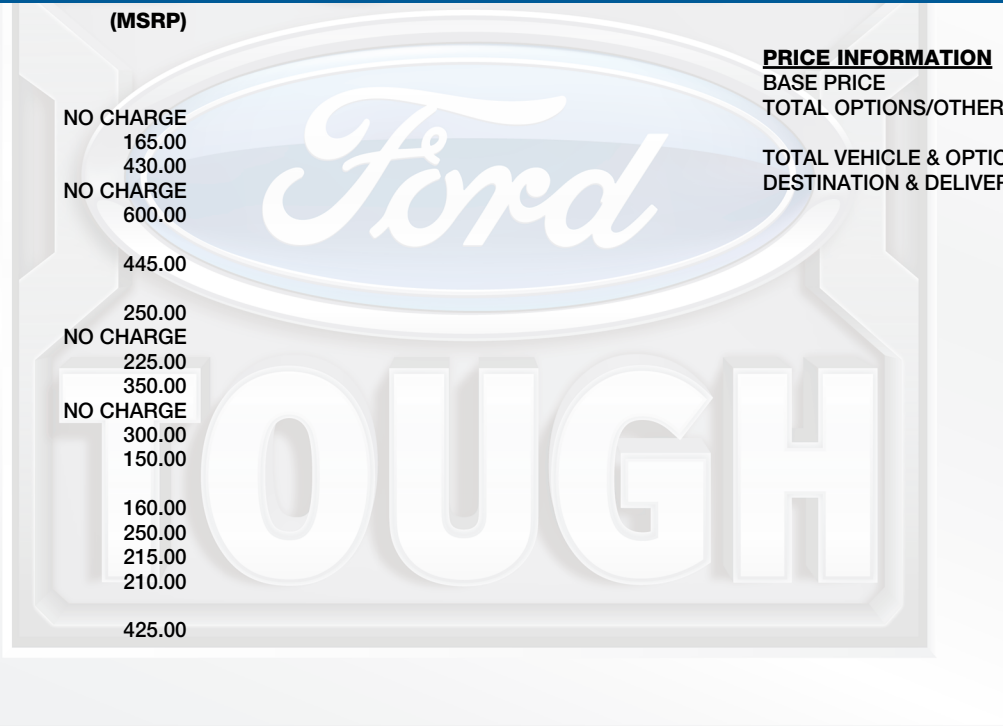 (MSRP)
NO CHARGE
165.00
430.00
NO CHARGE
600.00
445.00
250.00
NO CHARGE
225.00
350.00
NO CHARGE
300.00
150.00
160.00
250.00
215.00
210.00
425.00
PRICE INFORMATION
BASE PRICE
TOTAL OPTIONS/OTHER
TOTAL VEHICLE & OPTIO
DESTINATION & DELIVER
Ford
TOUGH